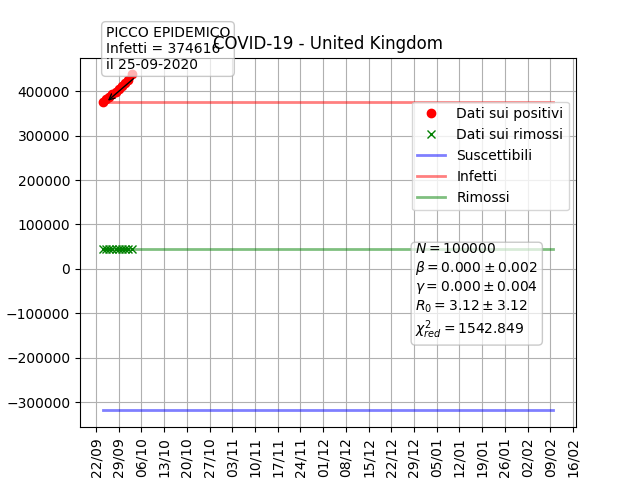 PICCO EPIDEMICO
Infetti = 374616
il 25-09-2020
COVID-19 - United Kingdom
400000
300000
200000
100000
0
−100000
−200000
−300000
Dati sui positivi
Dati sui rimossi
Suscettibili
Infetti
Rimossi
N = 100000
β = 0.000 ± 0.002
γ = 0.000 ± 0.004
R₀ = 3.12 ± 3.12
χ²red = 1542.849
22/09
29/09
06/10
13/10
20/10
27/10
03/11
10/11
17/11
24/11
01/12
08/12
15/12
22/12
29/12
05/01
12/01
19/01
26/01
02/02
09/02
16/02